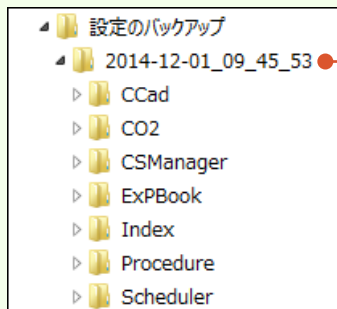 設定のバックアップ
2014-12-01_09_45_53
CCad
CO2
CSManager
ExPBook
Index
Procedure
Scheduler